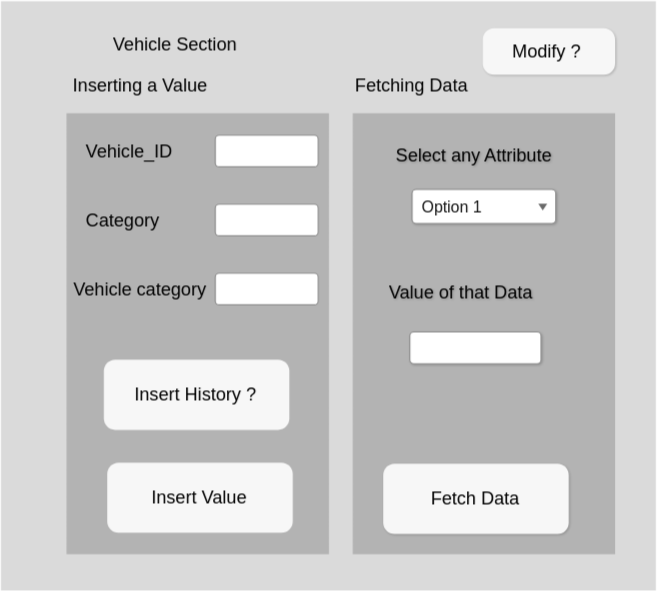 Vehicle Section
Modify ?
Inserting a Value
Fetching Data
Vehicle_ID
Category
Vehicle category
Insert History ?
Insert Value
Select any Attribute
Option 1
Value of that Data
Fetch Data